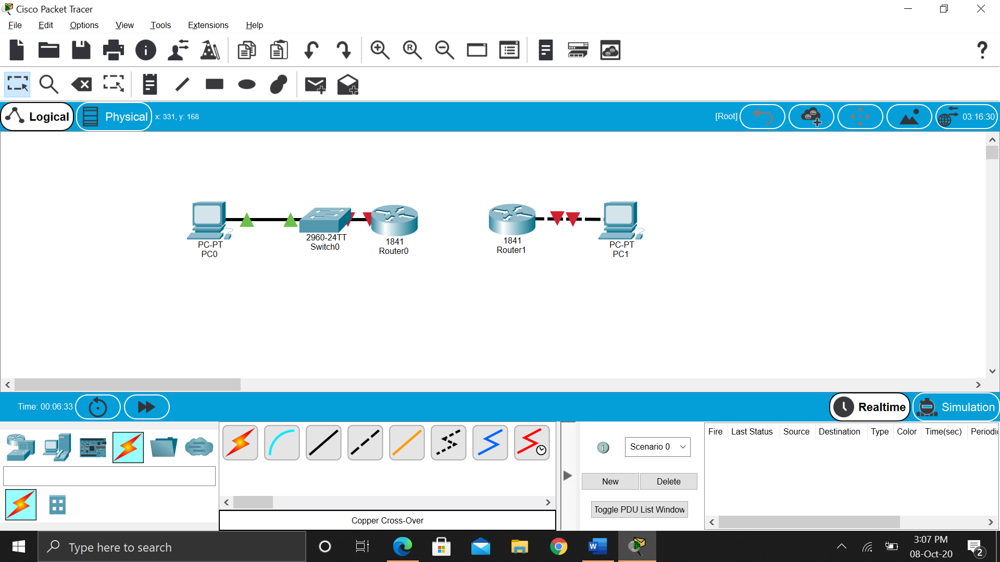 Cisco Packet Tracer
File Edit Options View Tools Extensions Help
R
?
Logical Physical x: 331, y: 168 [Root] 03:16:30
2960-24TT
Switch0
1841
Router0
1841
Router1
PC-PT
PC0
PC-PT
PC1
Time: 00:06:33 Realtime Simulation
Fire Last Status Source Destination Type Color Time(sec) Periodi
Scenario 0
New Delete
Toggle PDU List Window
Copper Cross-Over
Type here to search
W
3:07 PM
08-Oct-20
2